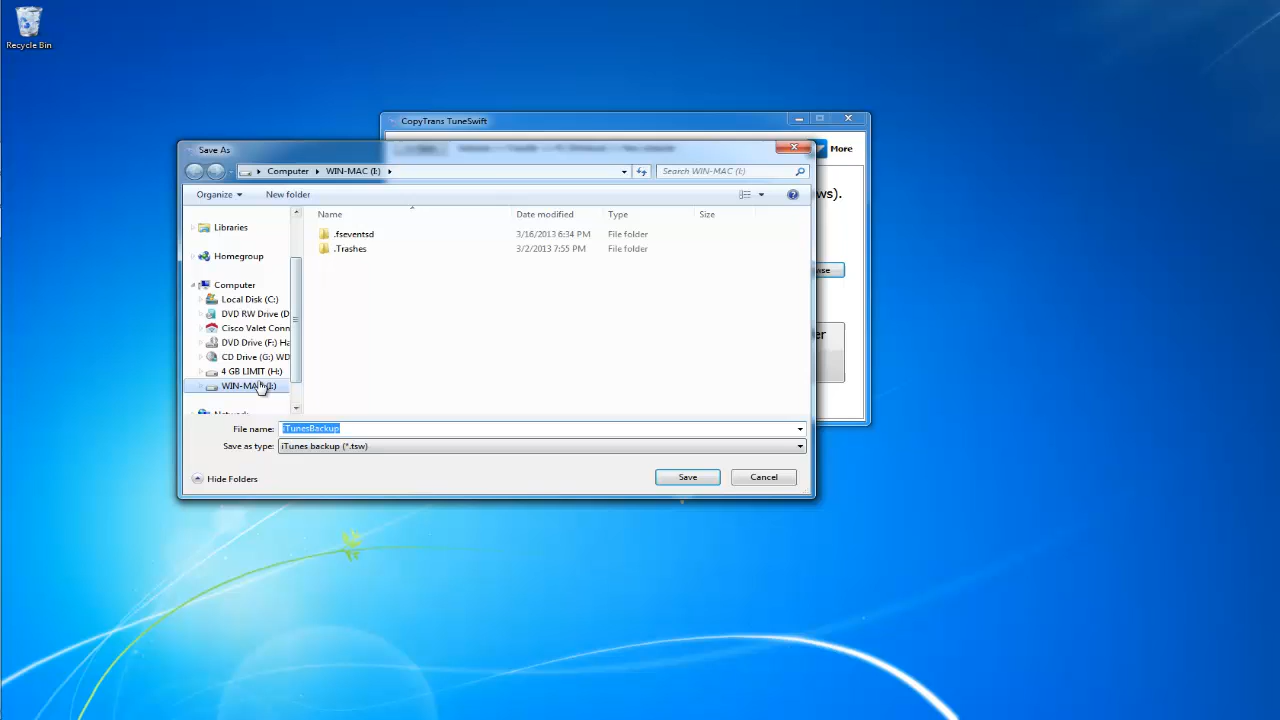 Recycle Bin
CopyTrans TuneSwift
More
ws).
wse
er
Save As
Computer WIN-MAC (I:)
Search WIN-MAC (I:)
Organize New folder
Name Date modified Type Size
.fseventsd 3/16/2013 6:34 PM File folder
.Trashes 3/2/2013 7:55 PM File folder
Libraries
Homegroup
Computer
Local Disk (C:)
DVD RW Drive (D
Cisco Valet Conn
DVD Drive (F:) Ha
CD Drive (G:) WD
4 GB LIMIT (H:)
WIN-MAC (I:)
Network
File name: iTunesBackup
Save as type: iTunes backup (*.tsw)
Hide Folders
Save Cancel